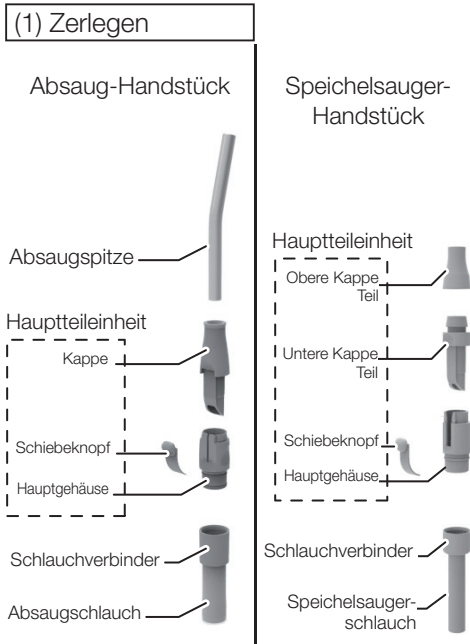 (1) Zerlegen
Absaug-Handstück
Absaugspitze
Hauptteileinheit
Kappe
Schiebeknopf
Hauptgehäuse
Schlauchverbinder
Absaugschlauch
Speichelsauger-
Handstück
Hauptteileinheit
Obere Kappe
Teil
Untere Kappe
Teil
Schiebeknopf
Hauptgehäuse
Schlauchverbinder
Speichelsauger-
schlauch